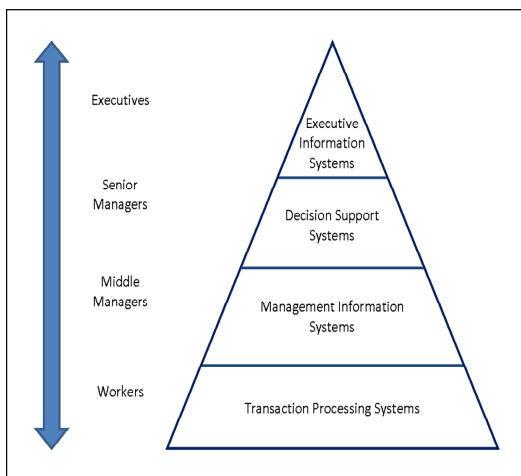 Executives
Executive
Information
Systems
Senior
Managers
Decision Support
Systems
Middle
Managers
Management Information
Systems
Workers
Transaction Processing Systems